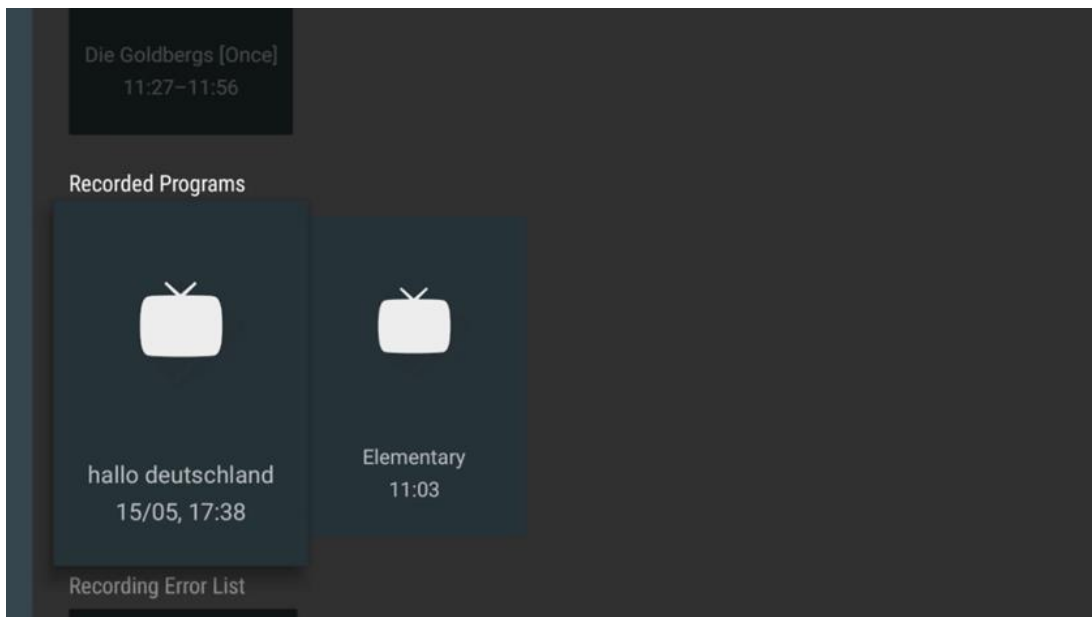 Die Goldbergs [Once]
11:27–11:56
Recorded Programs
hallo deutschland
15/05, 17:38
Elementary
11:03
Recording Error List